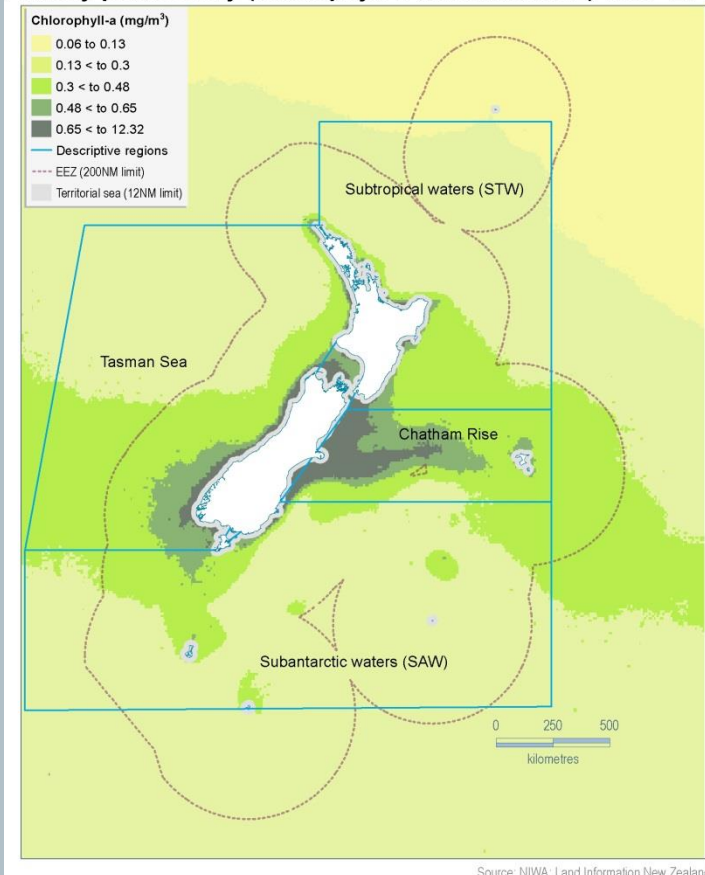 Chlorophyll-a (mg/m³)
0.06 to 0.13
0.13 < to 0.3
0.3 < to 0.48
0.48 < to 0.65
0.65 < to 12.32
Descriptive regions
EEZ (200NM limit)
Territorial sea (12NM limit)
Subtropical waters (STW)
Tasman Sea
Chatham Rise
Subantarctic waters (SAW)
0 250 500
kilometres
Source: NIWA; Land Information New Zealand